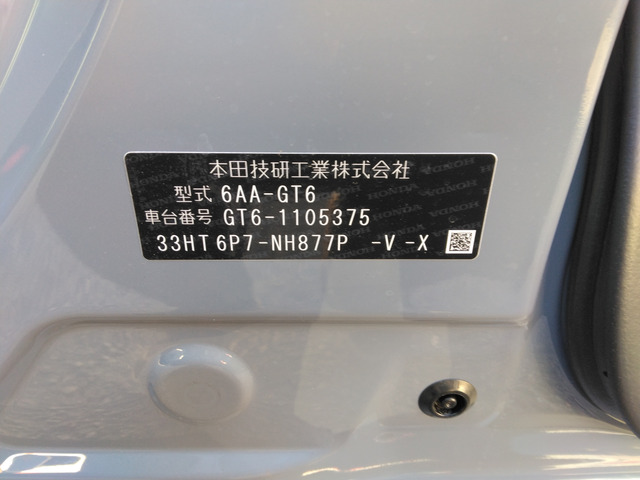 本田技研工業株式会社
型式 6AA-GT6
車台番号 GT6-1105375
33HT 6P7-NH877P -V -X